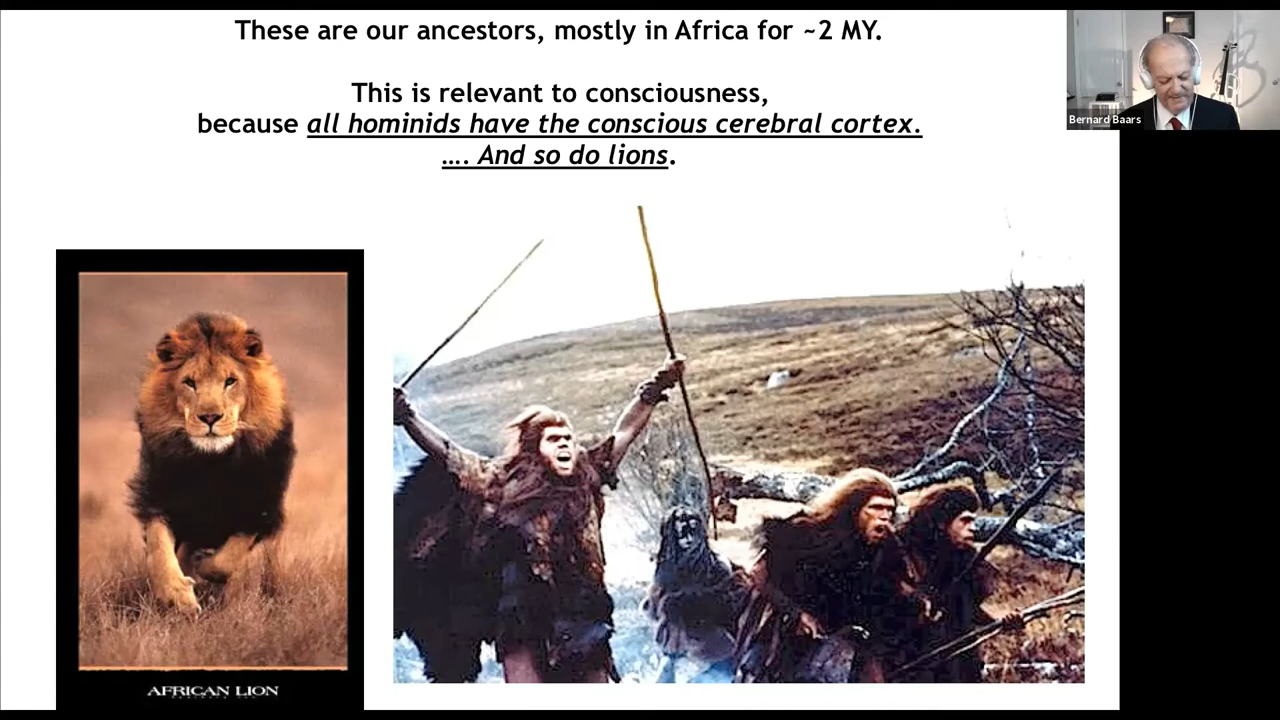 These are our ancestors, mostly in Africa for ~2 MY.
This is relevant to consciousness,
because all hominids have the conscious cerebral cortex.
.... And so do lions.
Bernard Baars
AFRICAN LION